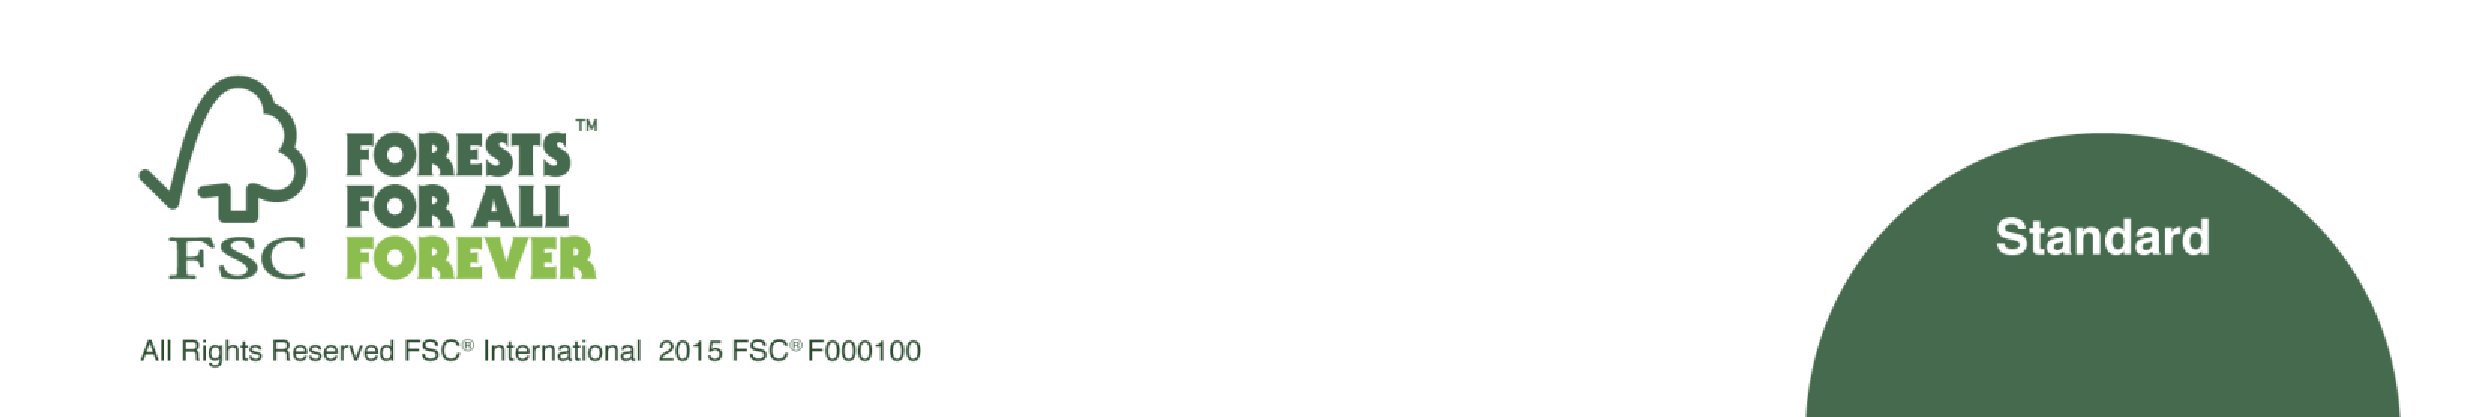 FORESTS™
FOR ALL
FOREVER
FSC
Standard
All Rights Reserved FSC® International 2015 FSC® F000100